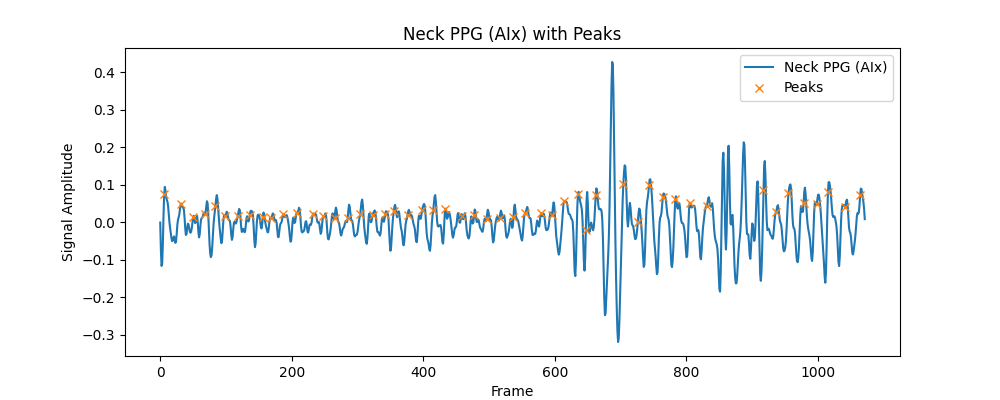 Neck PPG (AIx) with Peaks
Neck PPG (AIx)
Peaks
Signal Amplitude
0.4
0.3
0.2
0.1
0.0
−0.1
−0.2
−0.3
0
200
400
600
800
1000
Frame